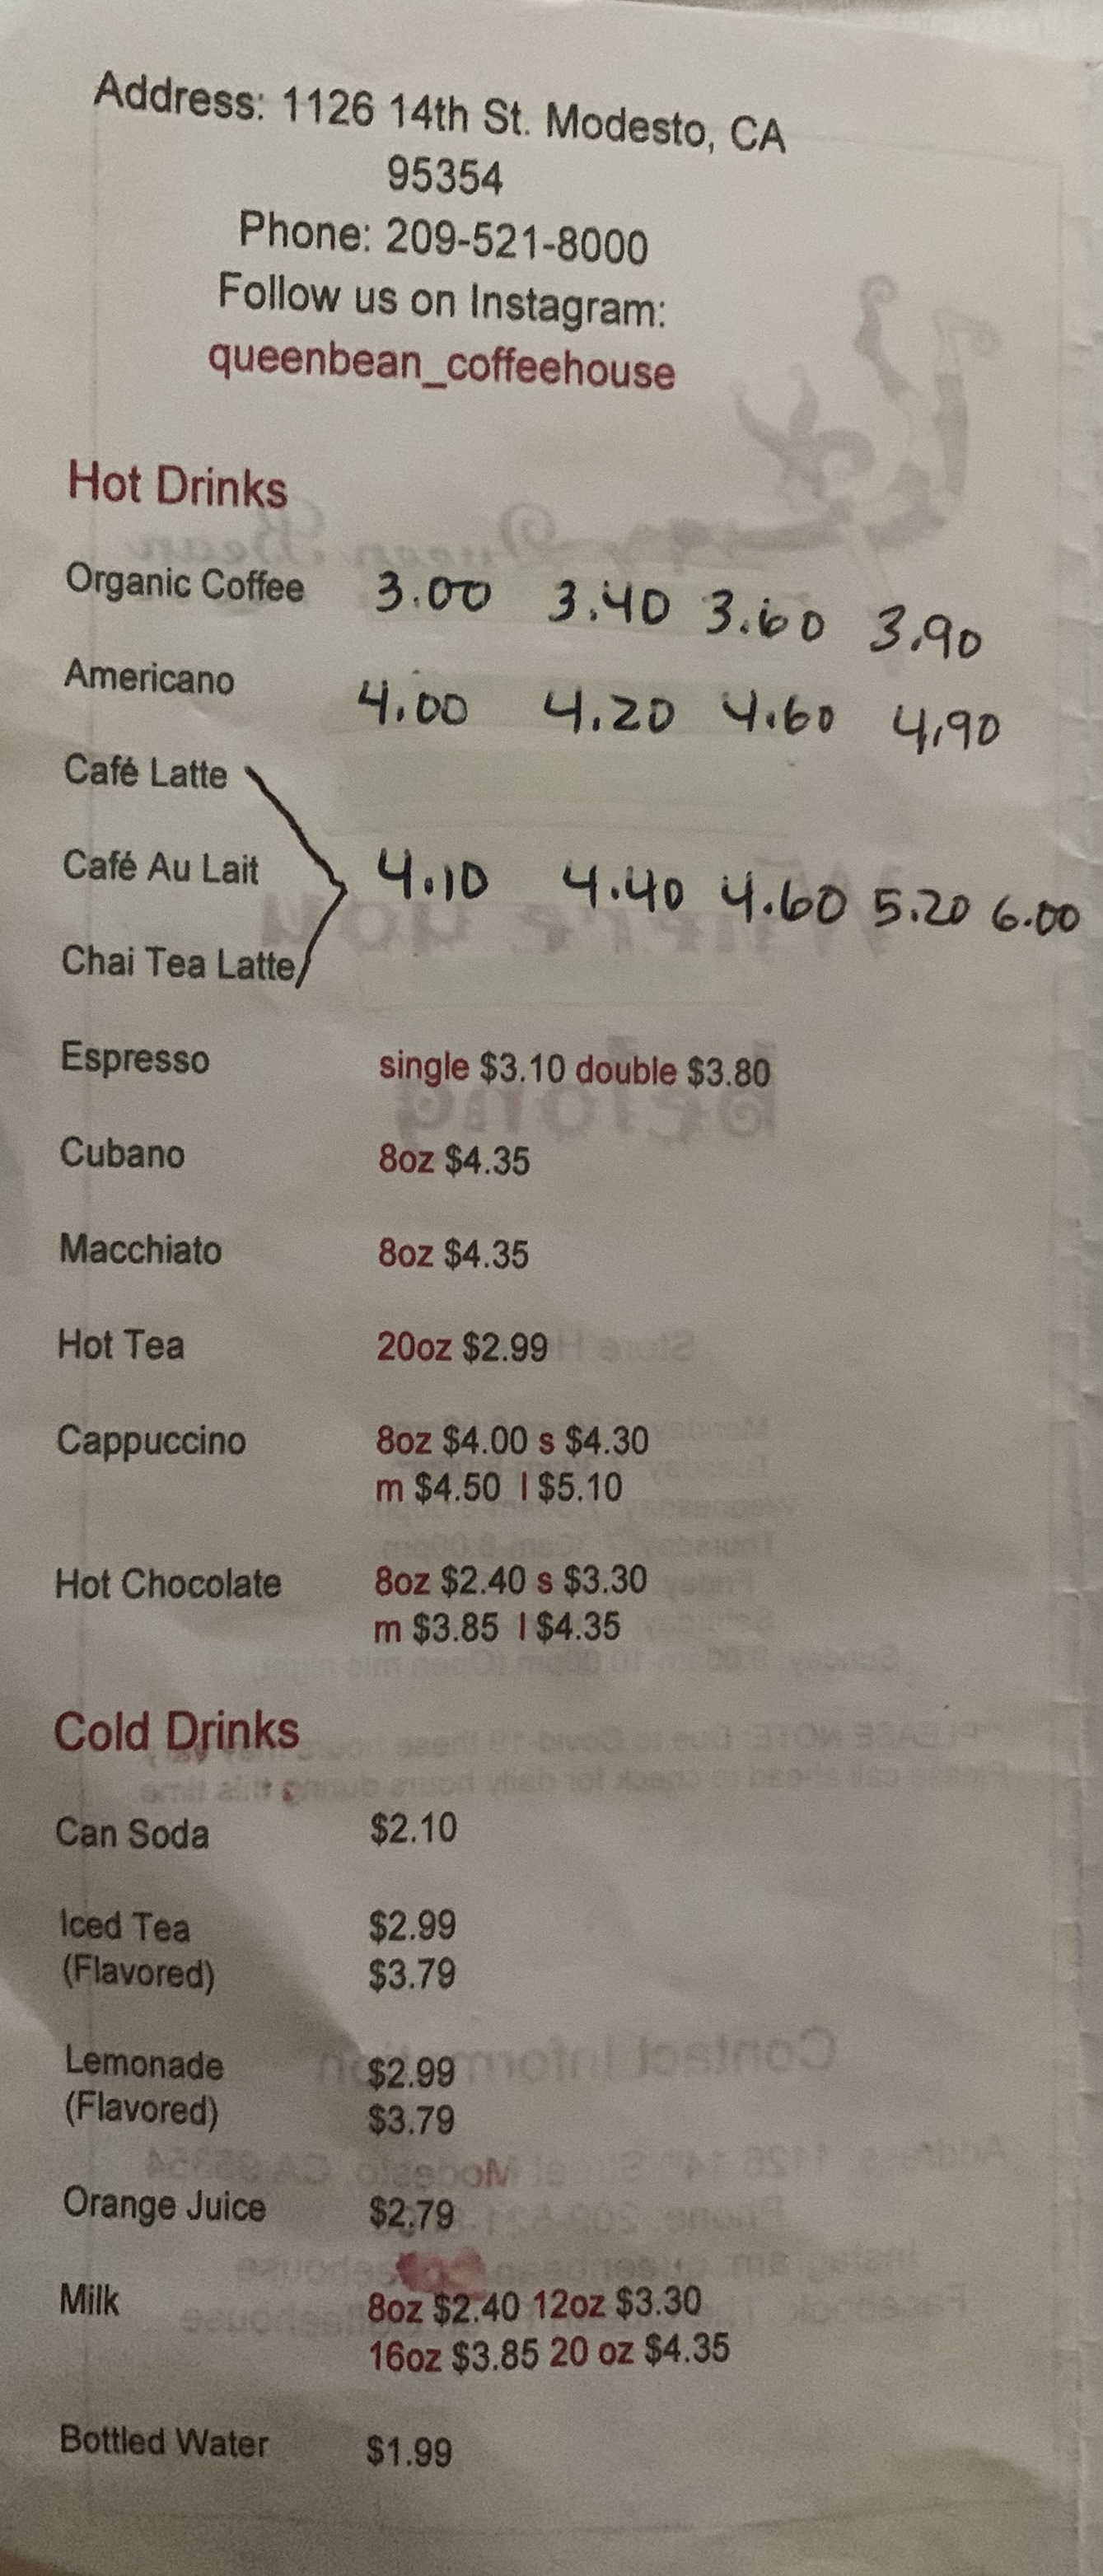 Address: 1126 14th St. Modesto, CA
95354
Phone: 209-521-8000
Follow us on Instagram:
queenbean_coffeehouse
Hot Drinks
Organic Coffee 3.00 3.40 3.60 3.90
Americano 4.00 4.20 4.60 4.90
Café Latte
Café Au Lait 4.10 4.40 4.60 5.20 6.00
Chai Tea Latte
Espresso single $3.10 double $3.80
Cubano 8oz $4.35
Macchiato 8oz $4.35
Hot Tea 20oz $2.99
Cappuccino 8oz $4.00 s $4.30
m $4.50 l $5.10
Hot Chocolate 8oz $2.40 s $3.30
m $3.85 l $4.35
Cold Drinks
Can Soda $2.10
Iced Tea $2.99
(Flavored) $3.79
Lemonade $2.99
(Flavored) $3.79
Orange Juice $2.79
Milk 8oz $2.40 12oz $3.30
16oz $3.85 20 oz $4.35
Bottled Water $1.99